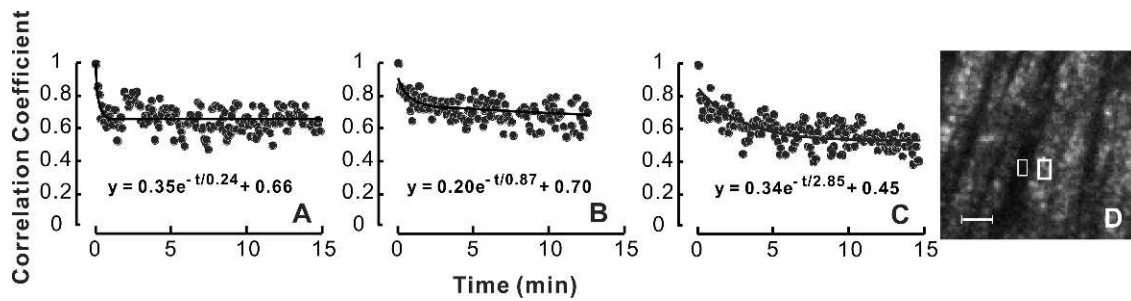 Correlation Coefficient
1
0.8
0.6
0.4
0.2
0
y = 0.35e^- t/0.24 + 0.66
A
0 5 10 15
1
0.8
0.6
0.4
0.2
0
y = 0.20e^- t/0.87 + 0.70
B
0 5 10 15
1
0.8
0.6
0.4
0.2
0
y = 0.34e^- t/2.85 + 0.45
C
0 5 10 15
D
Time (min)